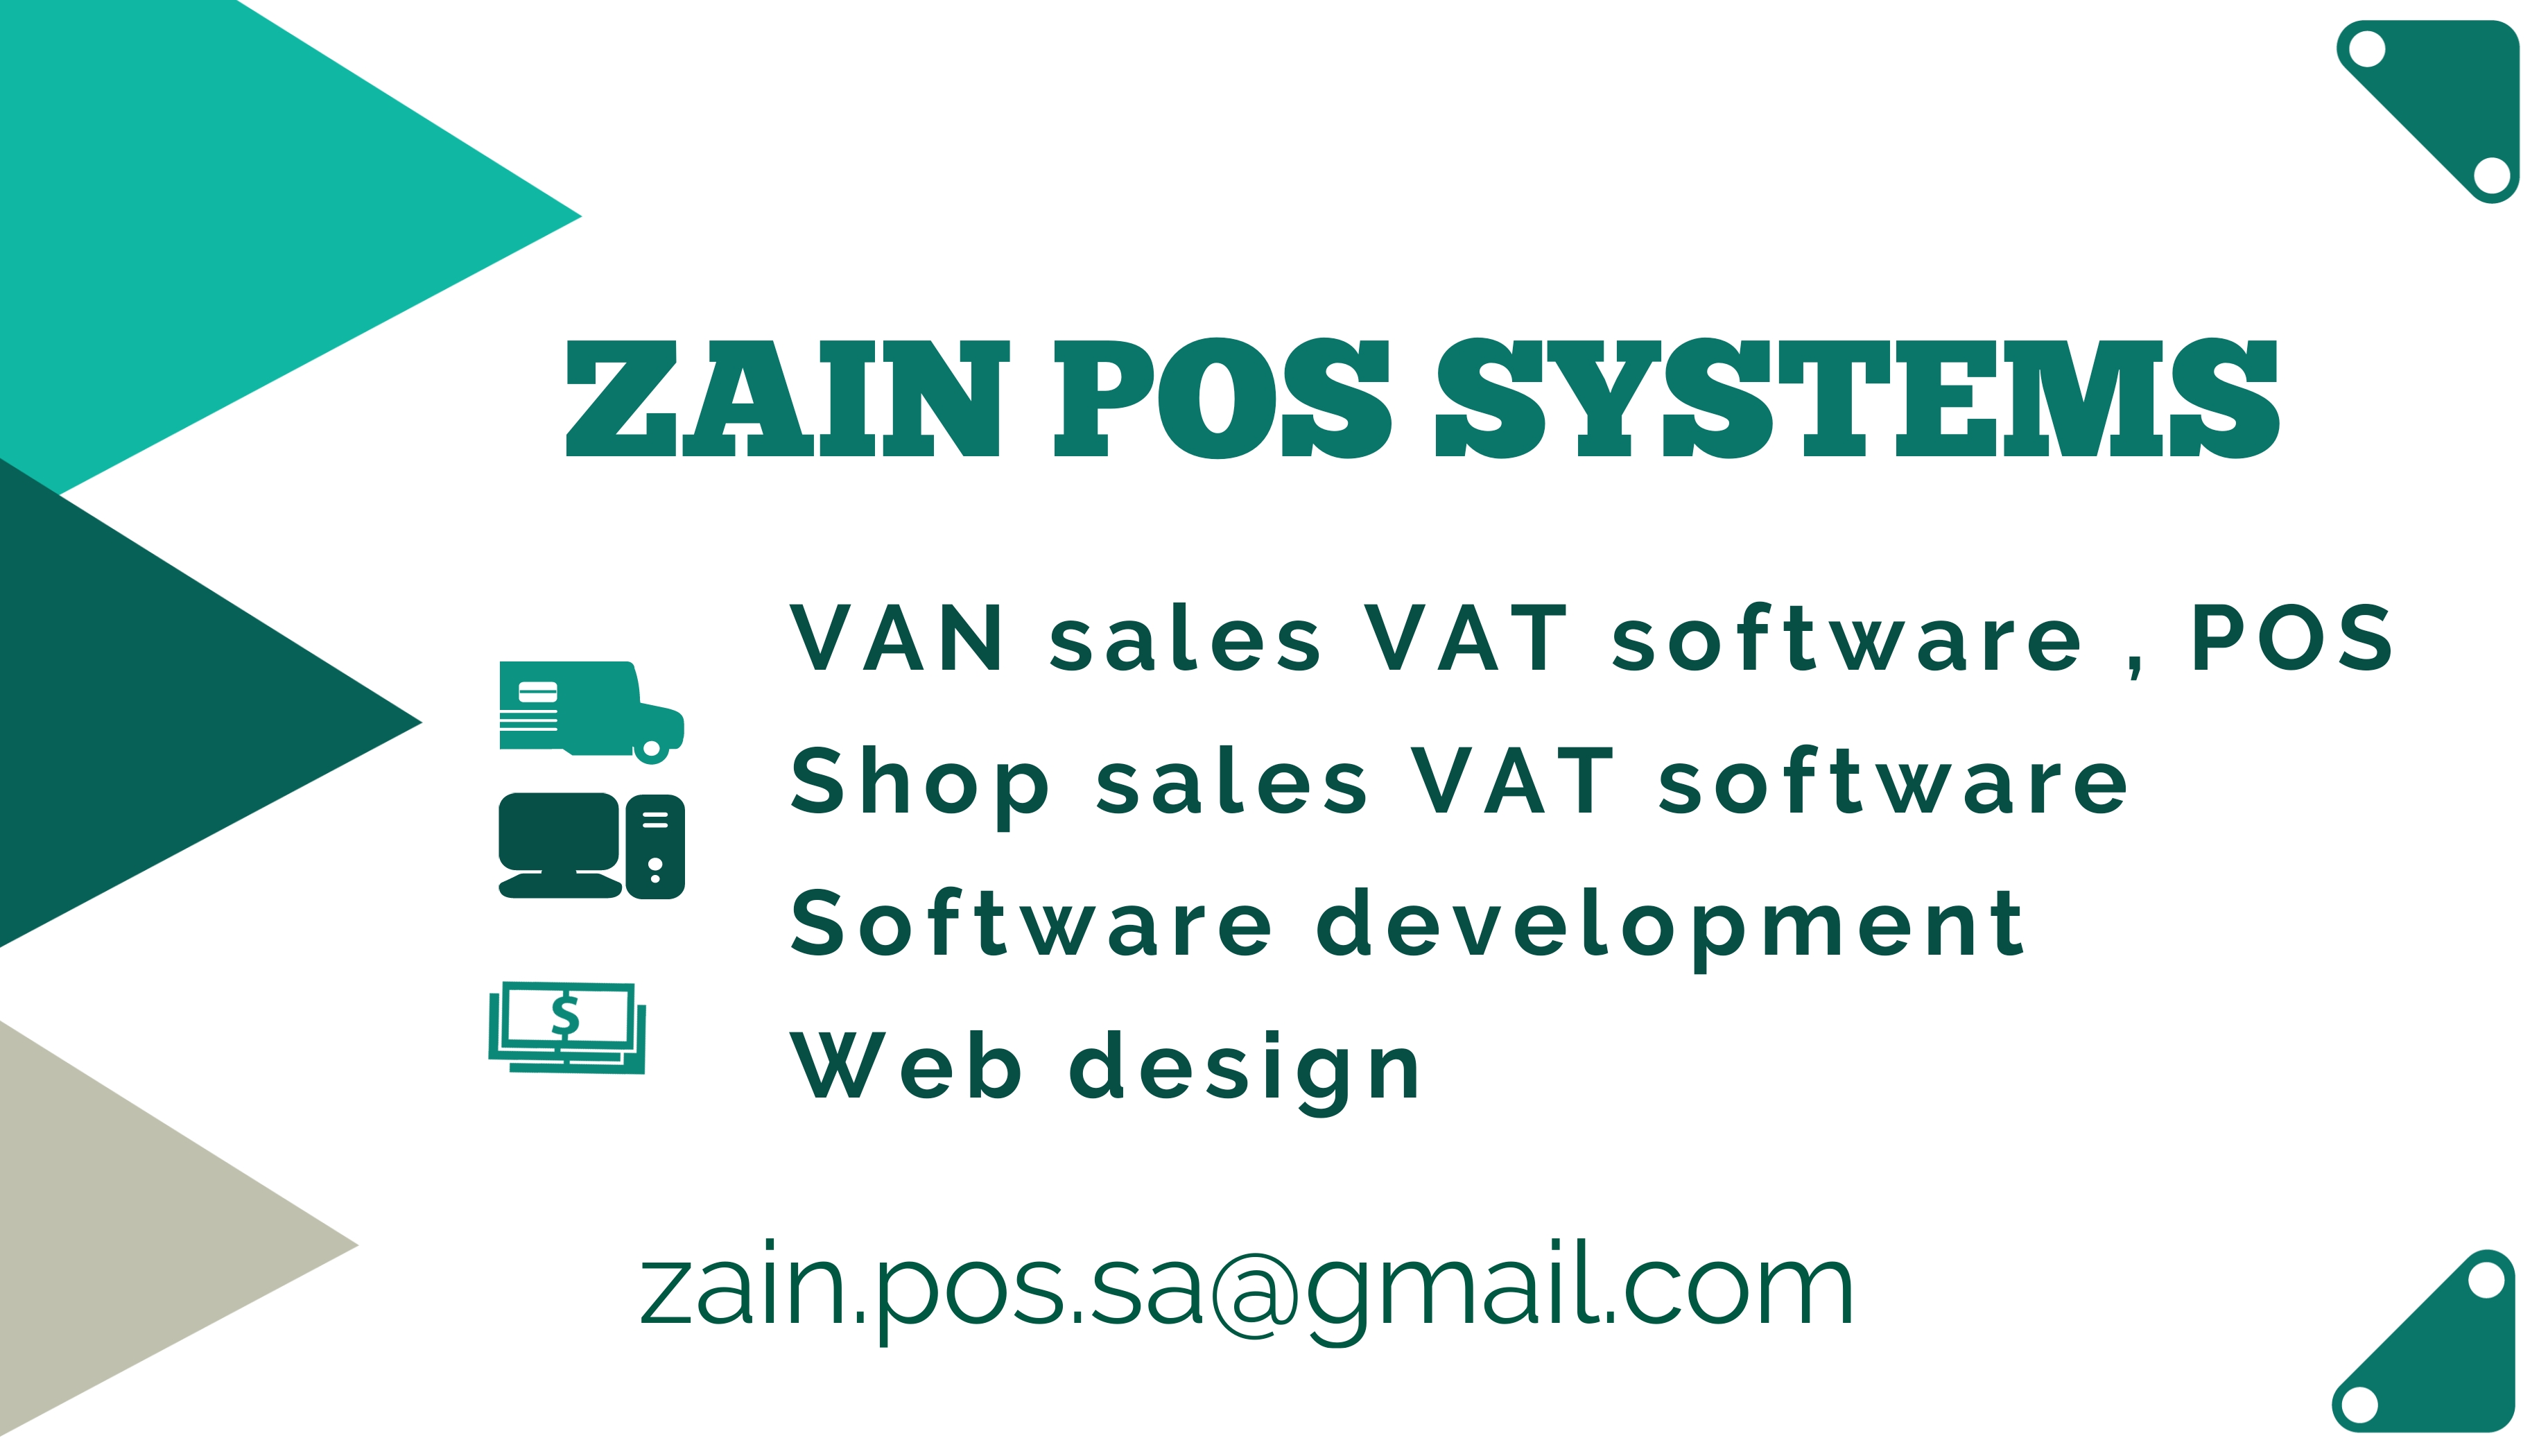 ZAIN POS SYSTEMS
VAN sales VAT software , POS
Shop sales VAT software
Software development
$
Web design
zain.pos.sa@gmail.com